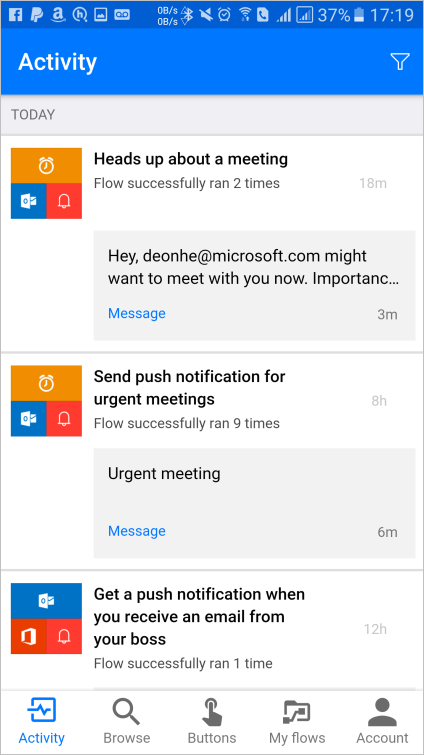 0B/s
0B/s
37% 17:19
Activity
TODAY
Heads up about a meeting
Flow successfully ran 2 times
18m
Hey, deonhe@microsoft.com might
want to meet with you now. Importanc...
Message
3m
Send push notification for
urgent meetings
8h
Flow successfully ran 9 times
Urgent meeting
Message
6m
Get a push notification when
you receive an email from
your boss
12h
Flow successfully ran 1 time
Activity
Browse
Buttons
My flows
Account